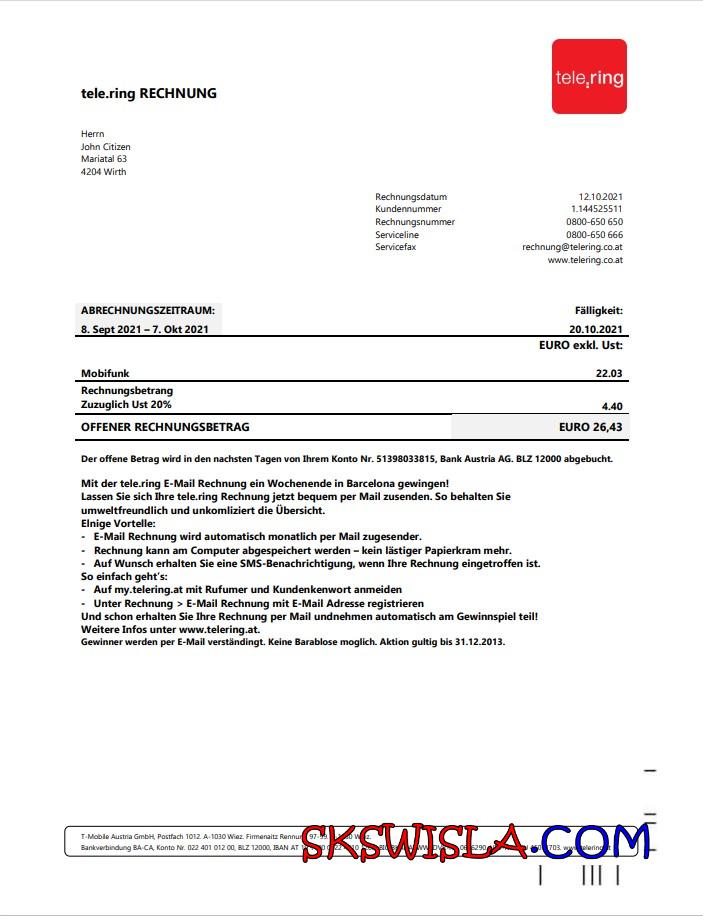 tele.ring
tele.ring RECHNUNG
Herrn
John Citizen
Mariatal 63
4204 Wirth
Rechnungsdatum 12.10.2021
Kundennummer 1.144525511
Rechnungsnummer 0800-650 650
Serviceline 0800-650 666
Servicefax rechnung@telering.co.at
www.telering.co.at
ABRECHNUNGSZEITRAUM: Fälligkeit:
8. Sept 2021 – 7. Okt 2021 20.10.2021
EURO exkl. Ust:
Mobifunk 22.03
Rechnungsbetrang
Zuzuglich Ust 20% 4.40
OFFENER RECHNUNGSBETRAG EURO 26,43
Der offene Betrag wird in den nachsten Tagen von Ihrem Konto Nr. 51398033815, Bank Austria AG. BLZ 12000 abgebucht.
Mit der tele.ring E-Mail Rechnung ein Wochenende in Barcelona gewingen!
Lassen Sie sich Ihre tele.ring Rechnung jetzt bequem per Mail zusenden. So behalten Sie
umweltfreundlich und unkomliziert die Übersicht.
Elnige Vortelle:
- E-Mail Rechnung wird automatisch monatlich per Mail zugesender.
- Rechnung kann am Computer abgespeichert werden – kein lästiger Papierkram mehr.
- Auf Wunsch erhalten Sie eine SMS-Benachrichtigung, wenn Ihre Rechnung eingetroffen ist.
So einfach geht's:
- Auf my.telering.at mit Rufumer und Kundenkenwort anmeiden
- Unter Rechnung > E-Mail Rechnung mit E-Mail Adresse registrieren
Und schon erhalten Sie Ihre Rechnung per Mail undnehmen automatisch am Gewinnspiel teil!
Weitere Infos unter www.telering.at.
Gewinner werden per E-Mail verständingt. Keine Barablose moglich. Aktion gultig bis 31.12.2013.
T-Mobile Austria GmbH, Postfach 1012. A-1030 Wiez. Firmenaitz
Bankverbindung BA-CA, Konto Nr. 022 401 012 00, BLZ 12000, IBAN AT
SKSWISLA.COM